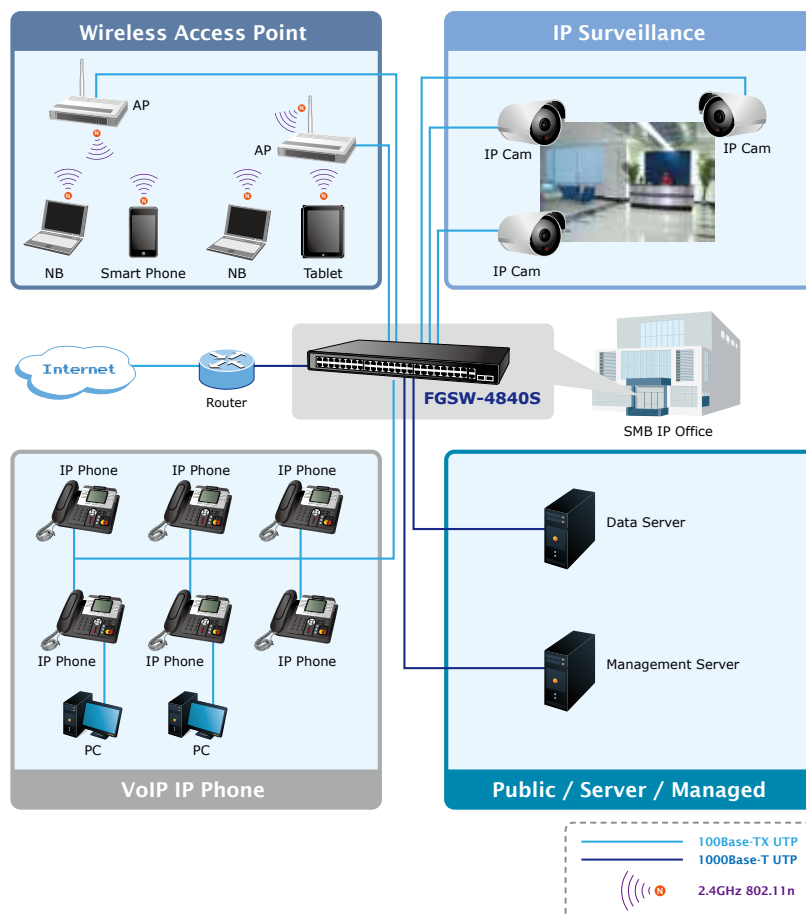 Wireless Access Point
AP
AP
NB
Smart Phone
NB
Tablet
IP Surveillance
IP Cam
IP Cam
IP Cam
Internet
Router
FGSW-4840S
SMB IP Office
IP Phone
IP Phone
IP Phone
IP Phone
IP Phone
IP Phone
PC
PC
VoIP IP Phone
Data Server
Management Server
Public / Server / Managed
100Base-TX UTP
1000Base-T UTP
N
2.4GHz 802.11n